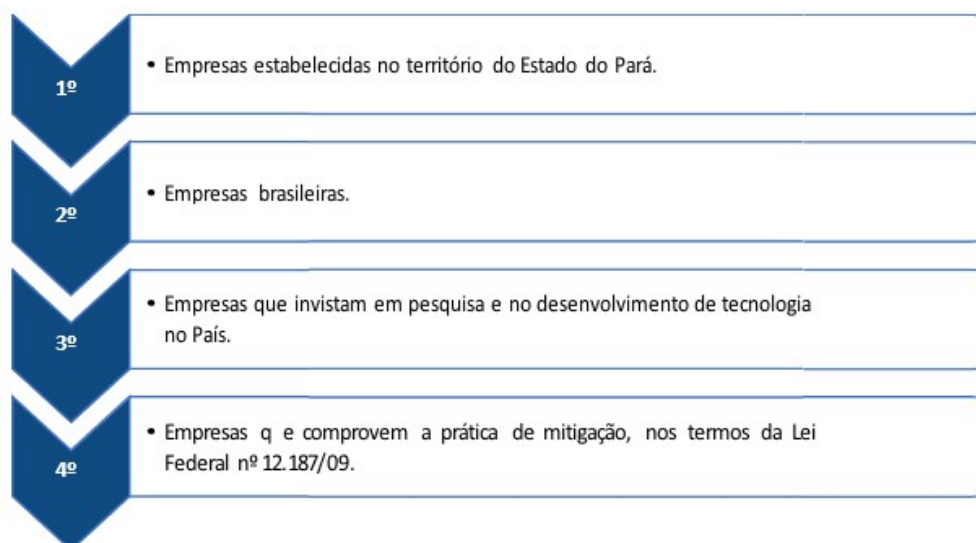 1º
• Empresas estabelecidas no território do Estado do Pará.
2º
• Empresas brasileiras.
3º
• Empresas que invistam em pesquisa e no desenvolvimento de tecnologia
no País.
4º
• Empresas q e comprovem a prática de mitigação, nos termos da Lei
Federal nº 12.187/09.